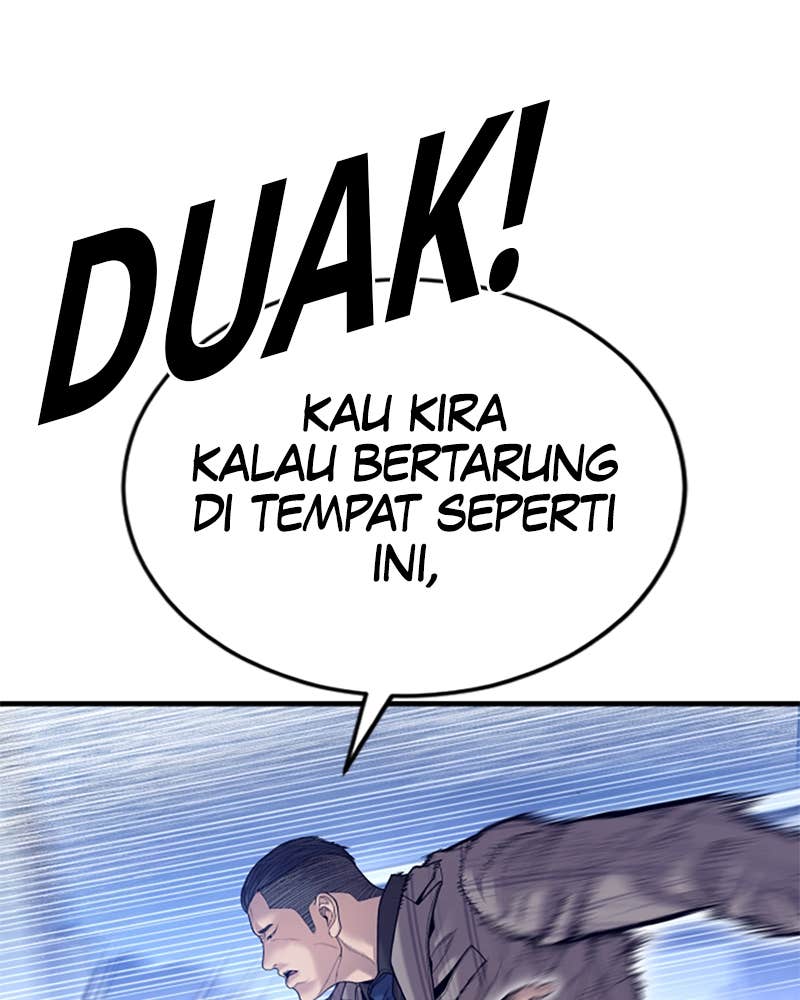 DUAK!
KAU KIRA
KALAU BERTARUNG
DI TEMPAT SEPERTI
INI,